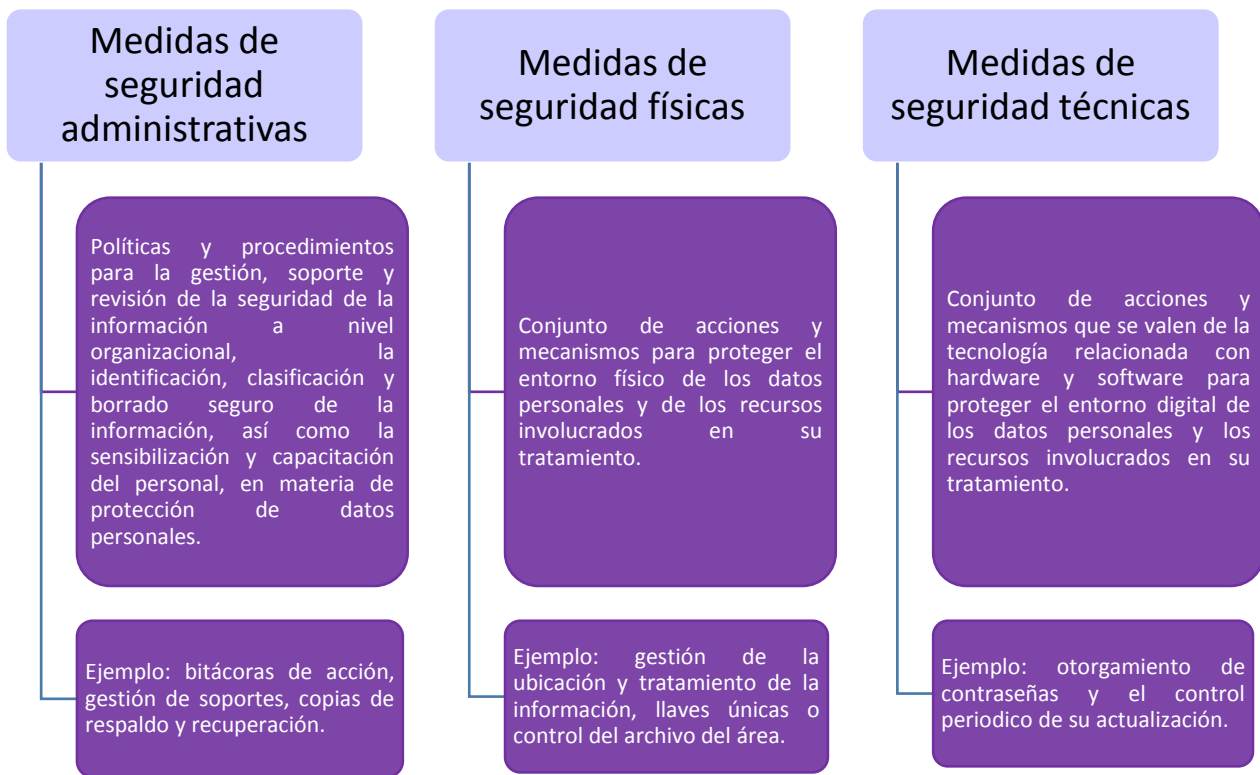 Medidas de
seguridad
administrativas
Políticas y procedimientos
para la gestión, soporte y
revisión de la seguridad de la
información a nivel
organizacional, la
identificación, clasificación y
borrado seguro de la
información, así como la
sensibilización y capacitación
del personal, en materia de
protección de datos
personales.
Ejemplo: bitácoras de acción,
gestión de soportes, copias de
respaldo y recuperación.
Medidas de
seguridad físicas
Conjunto de acciones y
mecanismos para proteger el
entorno físico de los datos
personales y de los recursos
involucrados en su
tratamiento.
Ejemplo: gestión de la
ubicación y tratamiento de la
información, llaves únicas o
control del archivo del área.
Medidas de
seguridad técnicas
Conjunto de acciones y
mecanismos que se valen de la
tecnología relacionada con
hardware y software para
proteger el entorno digital de
los datos personales y los
recursos involucrados en su
tratamiento.
Ejemplo: otorgamiento de
contraseñas y el control
periodico de su actualización.